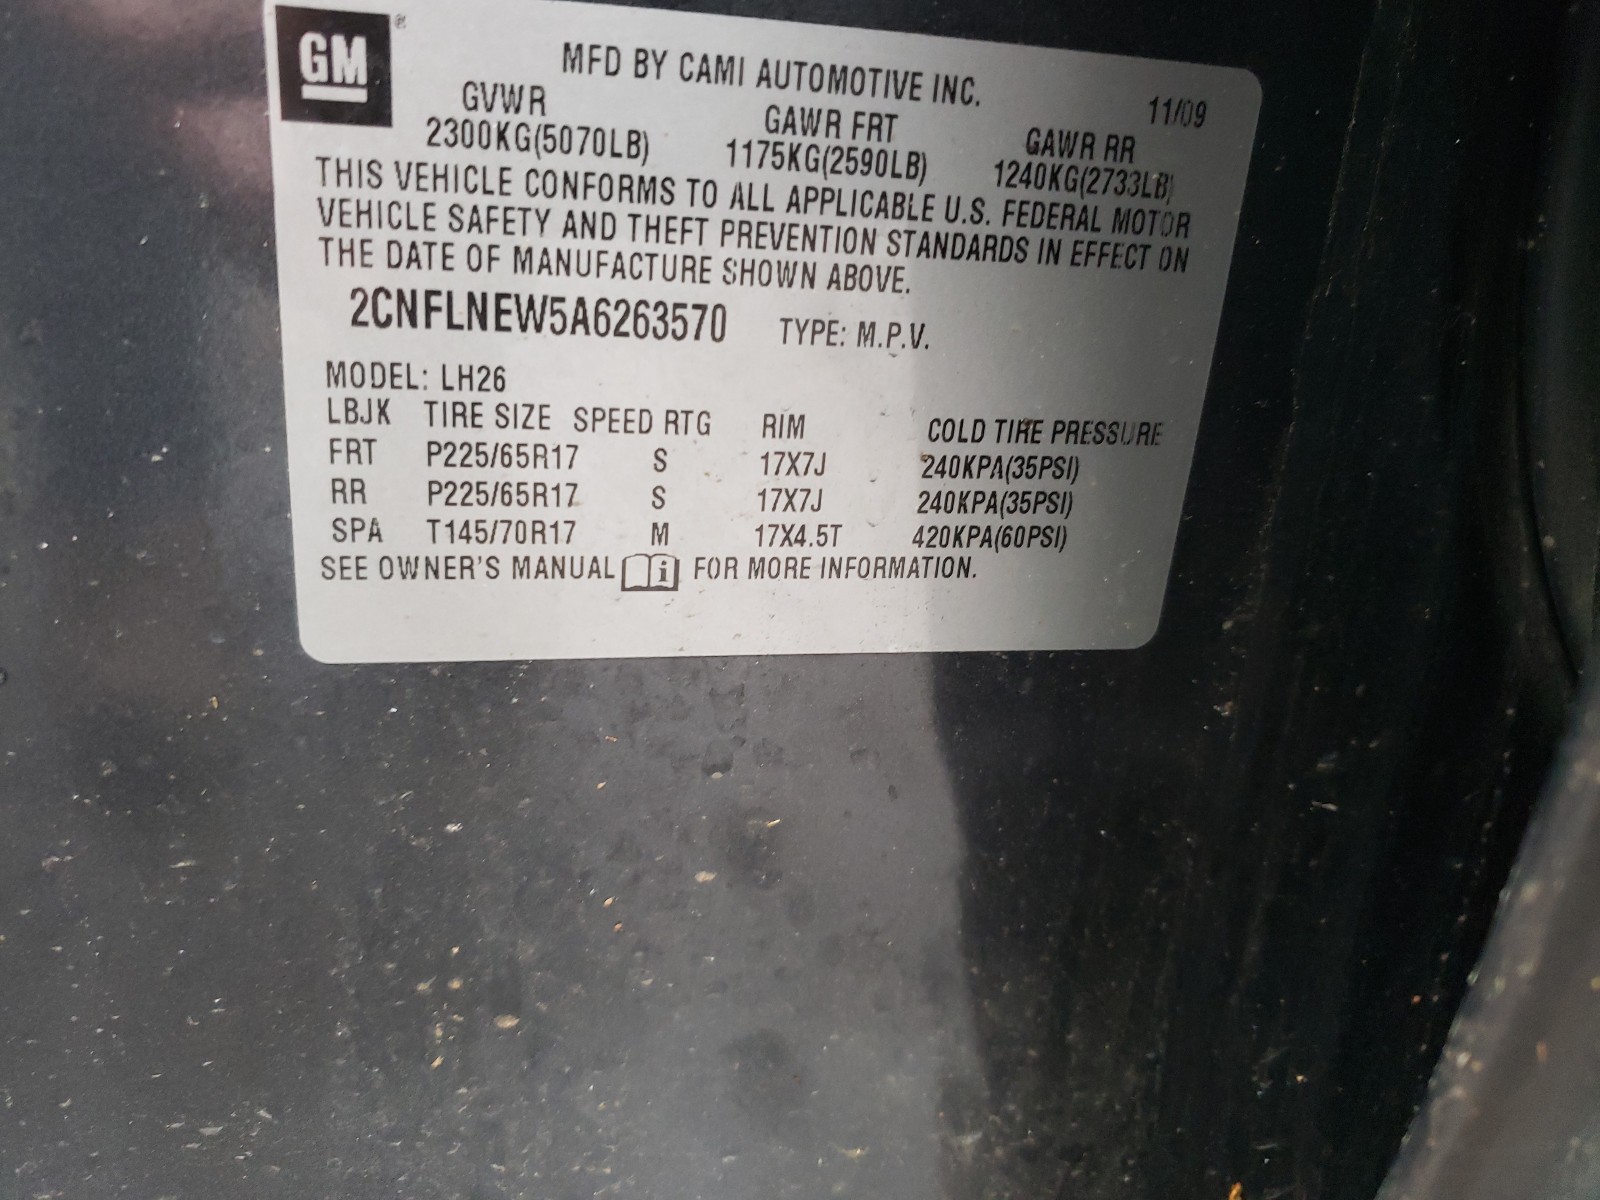 GM ®
MFD BY CAMI AUTOMOTIVE INC.
11/09
GVWR GAWR FRT GAWR RR
2300KG(5070LB) 1175KG(2590LB) 1240KG(2733LB)
THIS VEHICLE CONFORMS TO ALL APPLICABLE U.S. FEDERAL MOTOR
VEHICLE SAFETY AND THEFT PREVENTION STANDARDS IN EFFECT ON
THE DATE OF MANUFACTURE SHOWN ABOVE.
2CNFLNEW5A6263570 TYPE: M.P.V.
MODEL: LH26
LBJK TIRE SIZE SPEED RTG RIM COLD TIRE PRESSURE
FRT P225/65R17 S 17X7J 240KPA(35PSI)
RR P225/65R17 S 17X7J 240KPA(35PSI)
SPA T145/70R17 M 17X4.5T 420KPA(60PSI)
SEE OWNER'S MANUAL i FOR MORE INFORMATION.